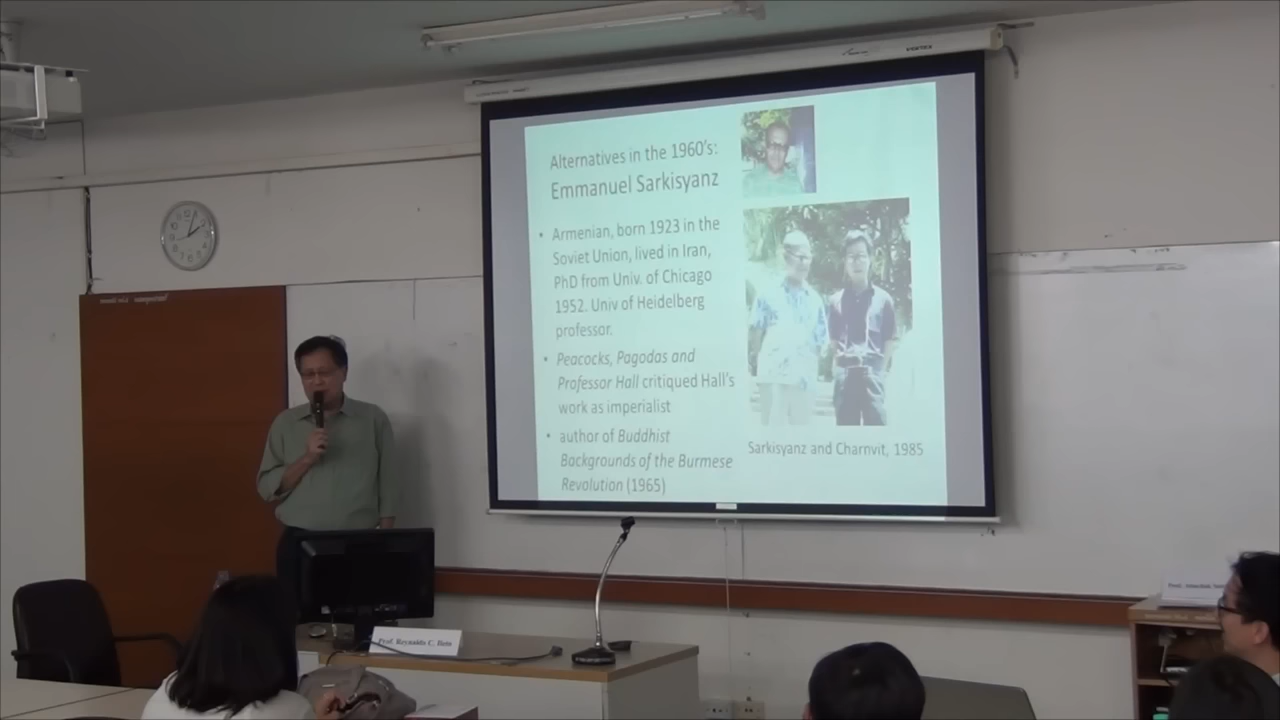 Alternatives in the 1960's:
Emmanuel Sarkisyanz
• Armenian, born 1923 in the
Soviet Union, lived in Iran,
PhD from Univ. of Chicago
1952. Univ of Heidelberg
professor.
• Peacocks, Pagodas and
Professor Hall critiqued Hall's
work as imperialist
• author of Buddhist
Backgrounds of the Burmese
Revolution (1965)
Sarkisyanz and Charnvit, 1985
Prof. Reynaldo C. Ileto